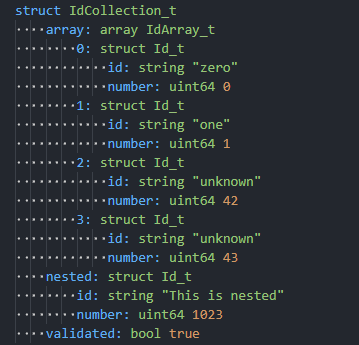 struct IdCollection_t
····array: array IdArray_t
········0: struct Id_t
············id: string "zero"
············number: uint64 0
········1: struct Id_t
············id: string "one"
············number: uint64 1
········2: struct Id_t
············id: string "unknown"
············number: uint64 42
········3: struct Id_t
············id: string "unknown"
············number: uint64 43
····nested: struct Id_t
········id: string "This is nested"
········number: uint64 1023
····validated: bool true